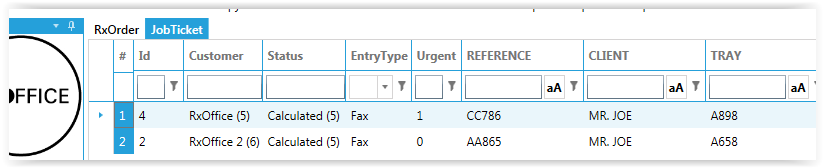 RxOrder JobTicket
# Id Customer Status EntryType Urgent REFERENCE CLIENT TRAY
aA aA aA
OFFICE
1 4 RxOffice (5) Calculated (5) Fax 1 CC786 MR. JOE A898
2 2 RxOffice 2 (6) Calculated (5) Fax 0 AA865 MR. JOE A658